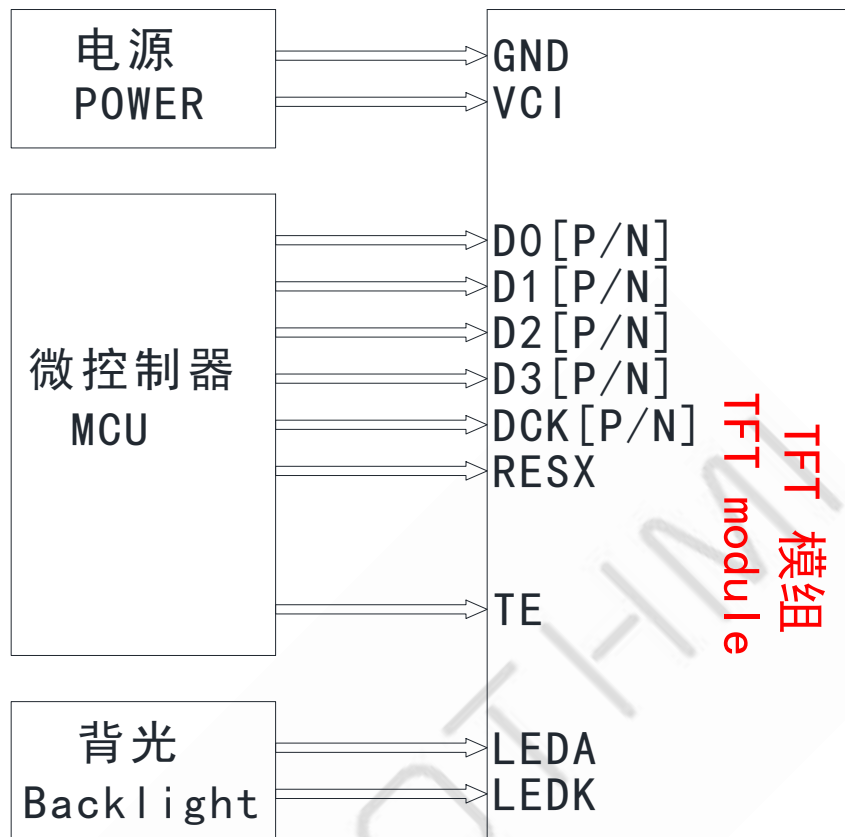 电源
POWER
GND
VCI
微控制器
MCU
D0[P/N]
D1[P/N]
D2[P/N]
D3[P/N]
DCK[P/N]
RESX
TE
TFT 模组
TFT module
背光
Backlight
LEDA
LEDK
OTHMI